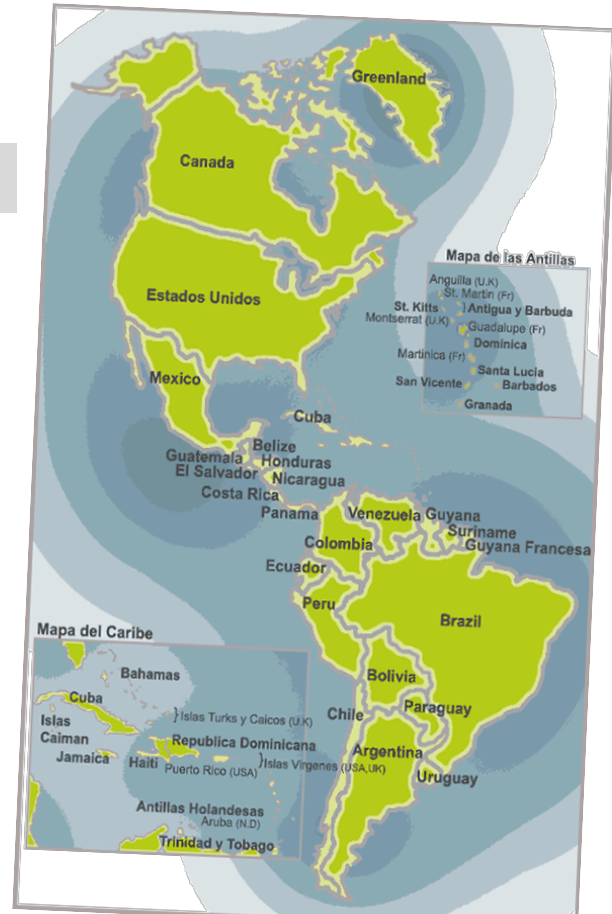 Greenland
Canada
Estados Unidos
Mexico
Mapa de las Antillas
Anguilla (U.K)
St. Martin (Fr)
St. Kitts } Antigua y Barbuda
Montserrat (U.K)
Guadalupe (Fr)
Dominica
Martinica (Fr)
Santa Lucia
San Vicente
Barbados
Granada
Cuba
Belize
Guatemala
Honduras
El Salvador
Nicaragua
Costa Rica
Panama
Venezuela
Guyana
Suriname
Guyana Francesa
Colombia
Ecuador
Peru
Brazil
Bolivia
Paraguay
Chile
Argentina
Uruguay
Mapa del Caribe
Bahamas
Cuba
}Islas Turks y Caicos (U.K)
Islas
Caiman
Republica Dominicana
Jamaica
Haiti
Puerto Rico (USA)
}Islas Virgenes (USA,UK)
Antillas Holandesas
Aruba (N.D)
Trinidad y Tobago